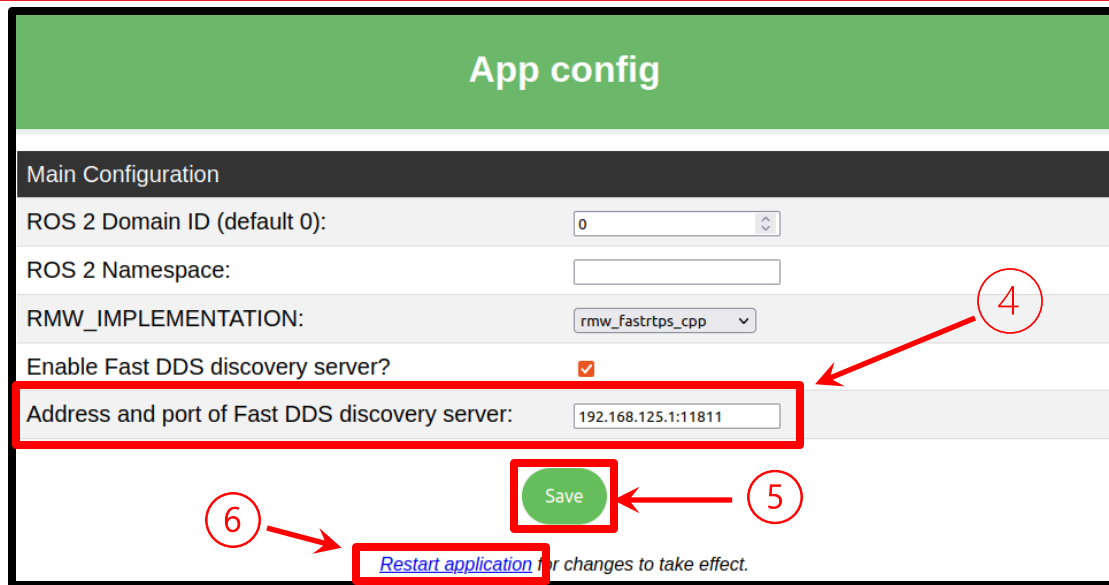 App config
Main Configuration
ROS 2 Domain ID (default 0): 0
ROS 2 Namespace:
④
RMW_IMPLEMENTATION: rmw_fastrtps_cpp
Enable Fast DDS discovery server?
Address and port of Fast DDS discovery server: 192.168.125.1:11811
Save ⑤
⑥
Restart application for changes to take effect.